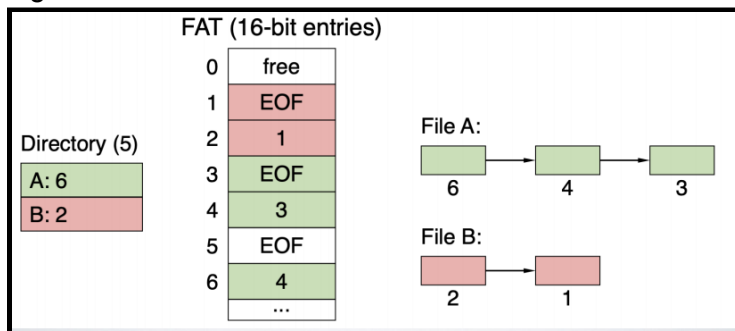 FAT (16-bit entries)
0 free
1 EOF
2 1
3 EOF
4 3
5 EOF
6 4
...
Directory (5)
A: 6
B: 2
File A:
6 4 3
File B:
2 1